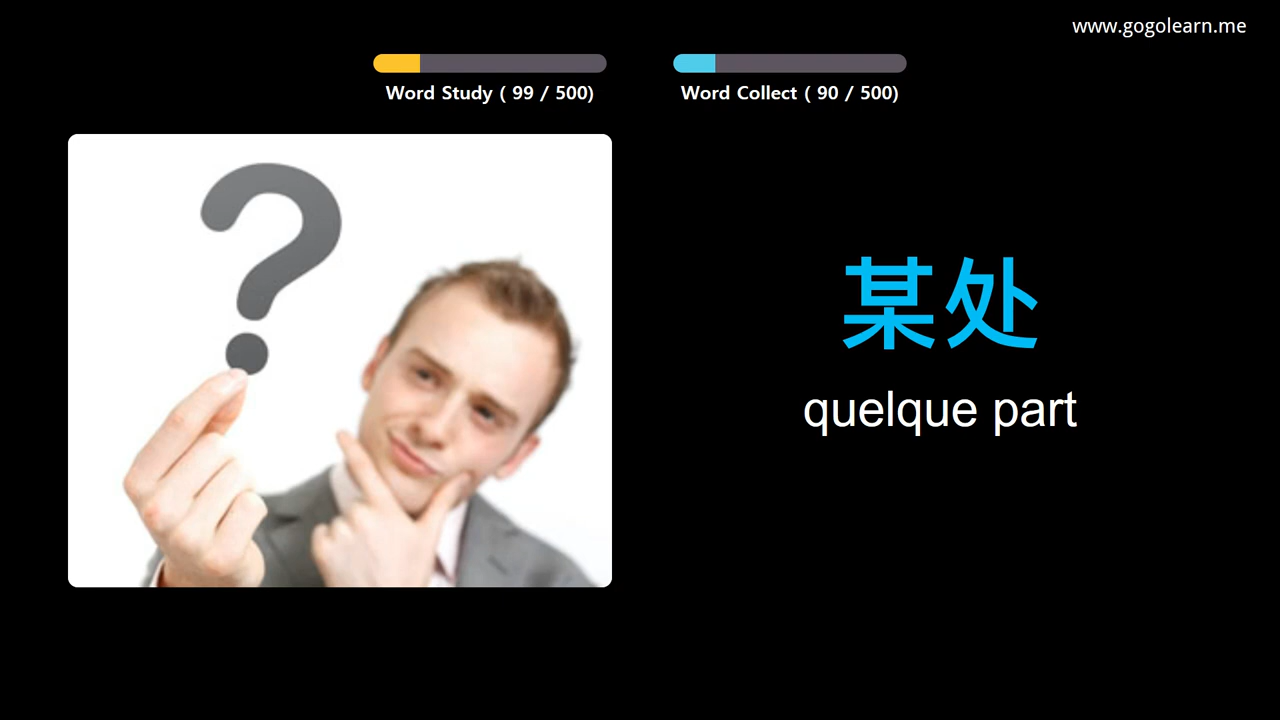 www.gogolearn.me
Word Study ( 99 / 500)
Word Collect ( 90 / 500)
?
某处
quelque part